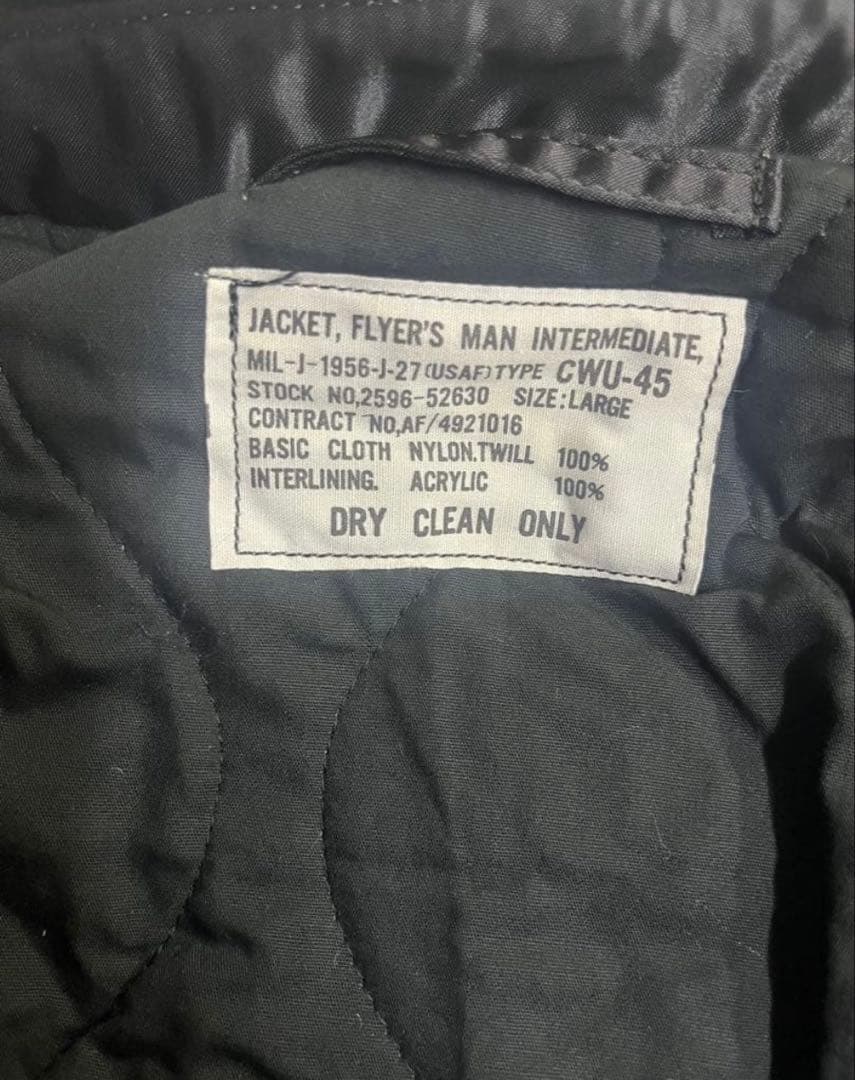 JACKET, FLYER'S MAN INTERMEDIATE,
MIL-J-1956-J-27(USAF)TYPE CWU-45
STOCK NO,2596-52630 SIZE:LARGE
CONTRACT NO,AF/4921016
BASIC CLOTH NYLON.TWILL 100%
INTERLINING. ACRYLIC 100%
DRY CLEAN ONLY